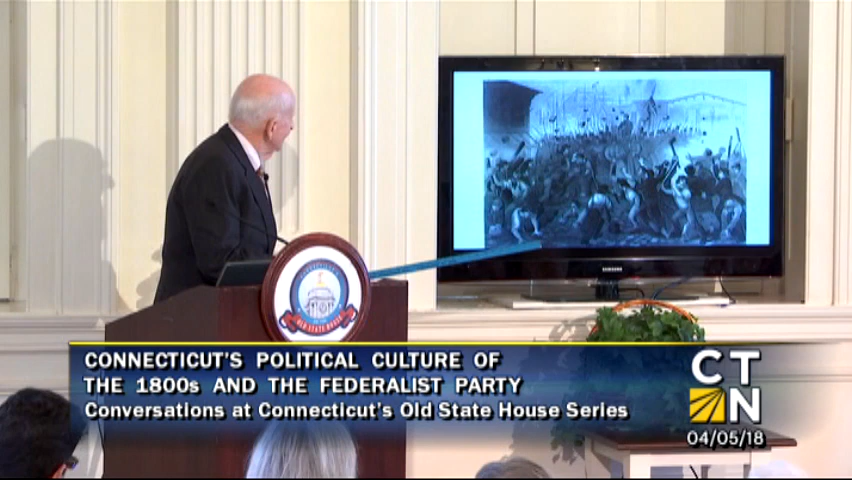 SAMSUNG
OLD STATE HOUSE
CONNECTICUT'S POLITICAL CULTURE OF
THE 1800s AND THE FEDERALIST PARTY
Conversations at Connecticut's Old State House Series
CT
N
04/05/18